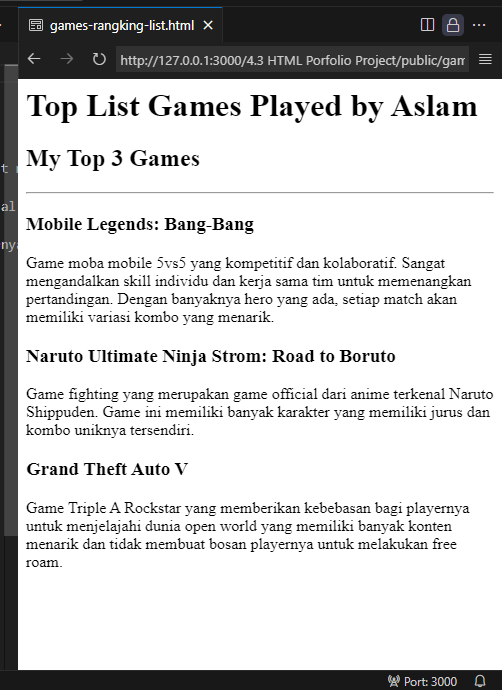 games-rangking-list.html
http://127.0.0.1:3000/4.3 HTML Porfolio Project/public/gam
Top List Games Played by Aslam
My Top 3 Games
Mobile Legends: Bang-Bang
Game moba mobile 5vs5 yang kompetitif dan kolaboratif. Sangat
mengandalkan skill individu dan kerja sama tim untuk memenangkan
pertandingan. Dengan banyaknya hero yang ada, setiap match akan
memiliki variasi kombo yang menarik.
Naruto Ultimate Ninja Strom: Road to Boruto
Game fighting yang merupakan game official dari anime terkenal Naruto
Shippuden. Game ini memiliki banyak karakter yang memiliki jurus dan
kombo uniknya tersendiri.
Grand Theft Auto V
Game Triple A Rockstar yang memberikan kebebasan bagi playernya
untuk menjelajahi dunia open world yang memiliki banyak konten
menarik dan tidak membuat bosan playernya untuk melakukan free
roam.
Port: 3000